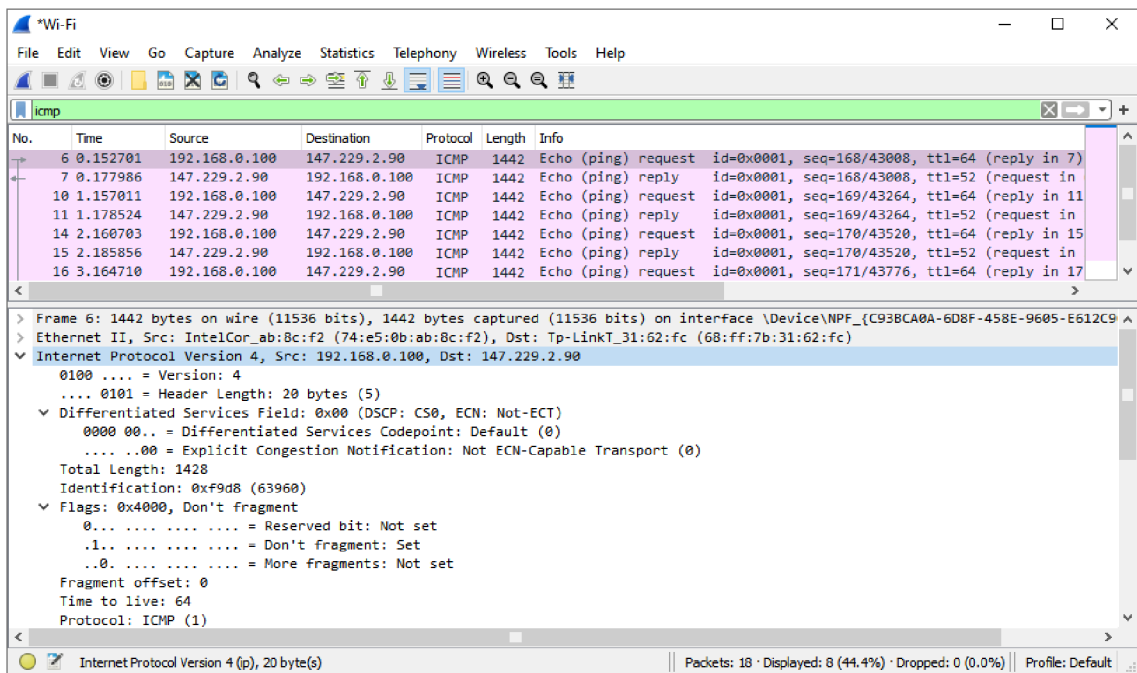 *Wi-Fi
File Edit View Go Capture Analyze Statistics Telephony Wireless Tools Help
icmp
No. Time Source Destination Protocol Length Info
6 0.152701 192.168.0.100 147.229.2.90 ICMP 1442 Echo (ping) request id=0x0001, seq=168/43008, ttl=64 (reply in 7)
7 0.177986 147.229.2.90 192.168.0.100 ICMP 1442 Echo (ping) reply id=0x0001, seq=168/43008, ttl=52 (request in
10 1.157011 192.168.0.100 147.229.2.90 ICMP 1442 Echo (ping) request id=0x0001, seq=169/43264, ttl=64 (reply in 11
11 1.178524 147.229.2.90 192.168.0.100 ICMP 1442 Echo (ping) reply id=0x0001, seq=169/43264, ttl=52 (request in
14 2.160703 192.168.0.100 147.229.2.90 ICMP 1442 Echo (ping) request id=0x0001, seq=170/43520, ttl=64 (reply in 15
15 2.185856 147.229.2.90 192.168.0.100 ICMP 1442 Echo (ping) reply id=0x0001, seq=170/43520, ttl=52 (request in
16 3.164710 192.168.0.100 147.229.2.90 ICMP 1442 Echo (ping) request id=0x0001, seq=171/43776, ttl=64 (reply in 17
Frame 6: 1442 bytes on wire (11536 bits), 1442 bytes captured (11536 bits) on interface \Device\NPF_{C93BCA0A-6D8F-458E-9605-E612C9
Ethernet II, Src: IntelCor_ab:8c:f2 (74:e5:0b:ab:8c:f2), Dst: Tp-LinkT_31:62:fc (68:ff:7b:31:62:fc)
Internet Protocol Version 4, Src: 192.168.0.100, Dst: 147.229.2.90
0100 .... = Version: 4
.... 0101 = Header Length: 20 bytes (5)
Differentiated Services Field: 0x00 (DSCP: CS0, ECN: Not-ECT)
0000 00.. = Differentiated Services Codepoint: Default (0)
.... ..00 = Explicit Congestion Notification: Not ECN-Capable Transport (0)
Total Length: 1428
Identification: 0xf9d8 (63960)
Flags: 0x4000, Don't fragment
0... .... .... .... = Reserved bit: Not set
.1.. .... .... .... = Don't fragment: Set
..0. .... .... .... = More fragments: Not set
Fragment offset: 0
Time to live: 64
Protocol: ICMP (1)
Internet Protocol Version 4 (ip), 20 byte(s)
Packets: 18 · Displayed: 8 (44.4%) · Dropped: 0 (0.0%)
Profile: Default